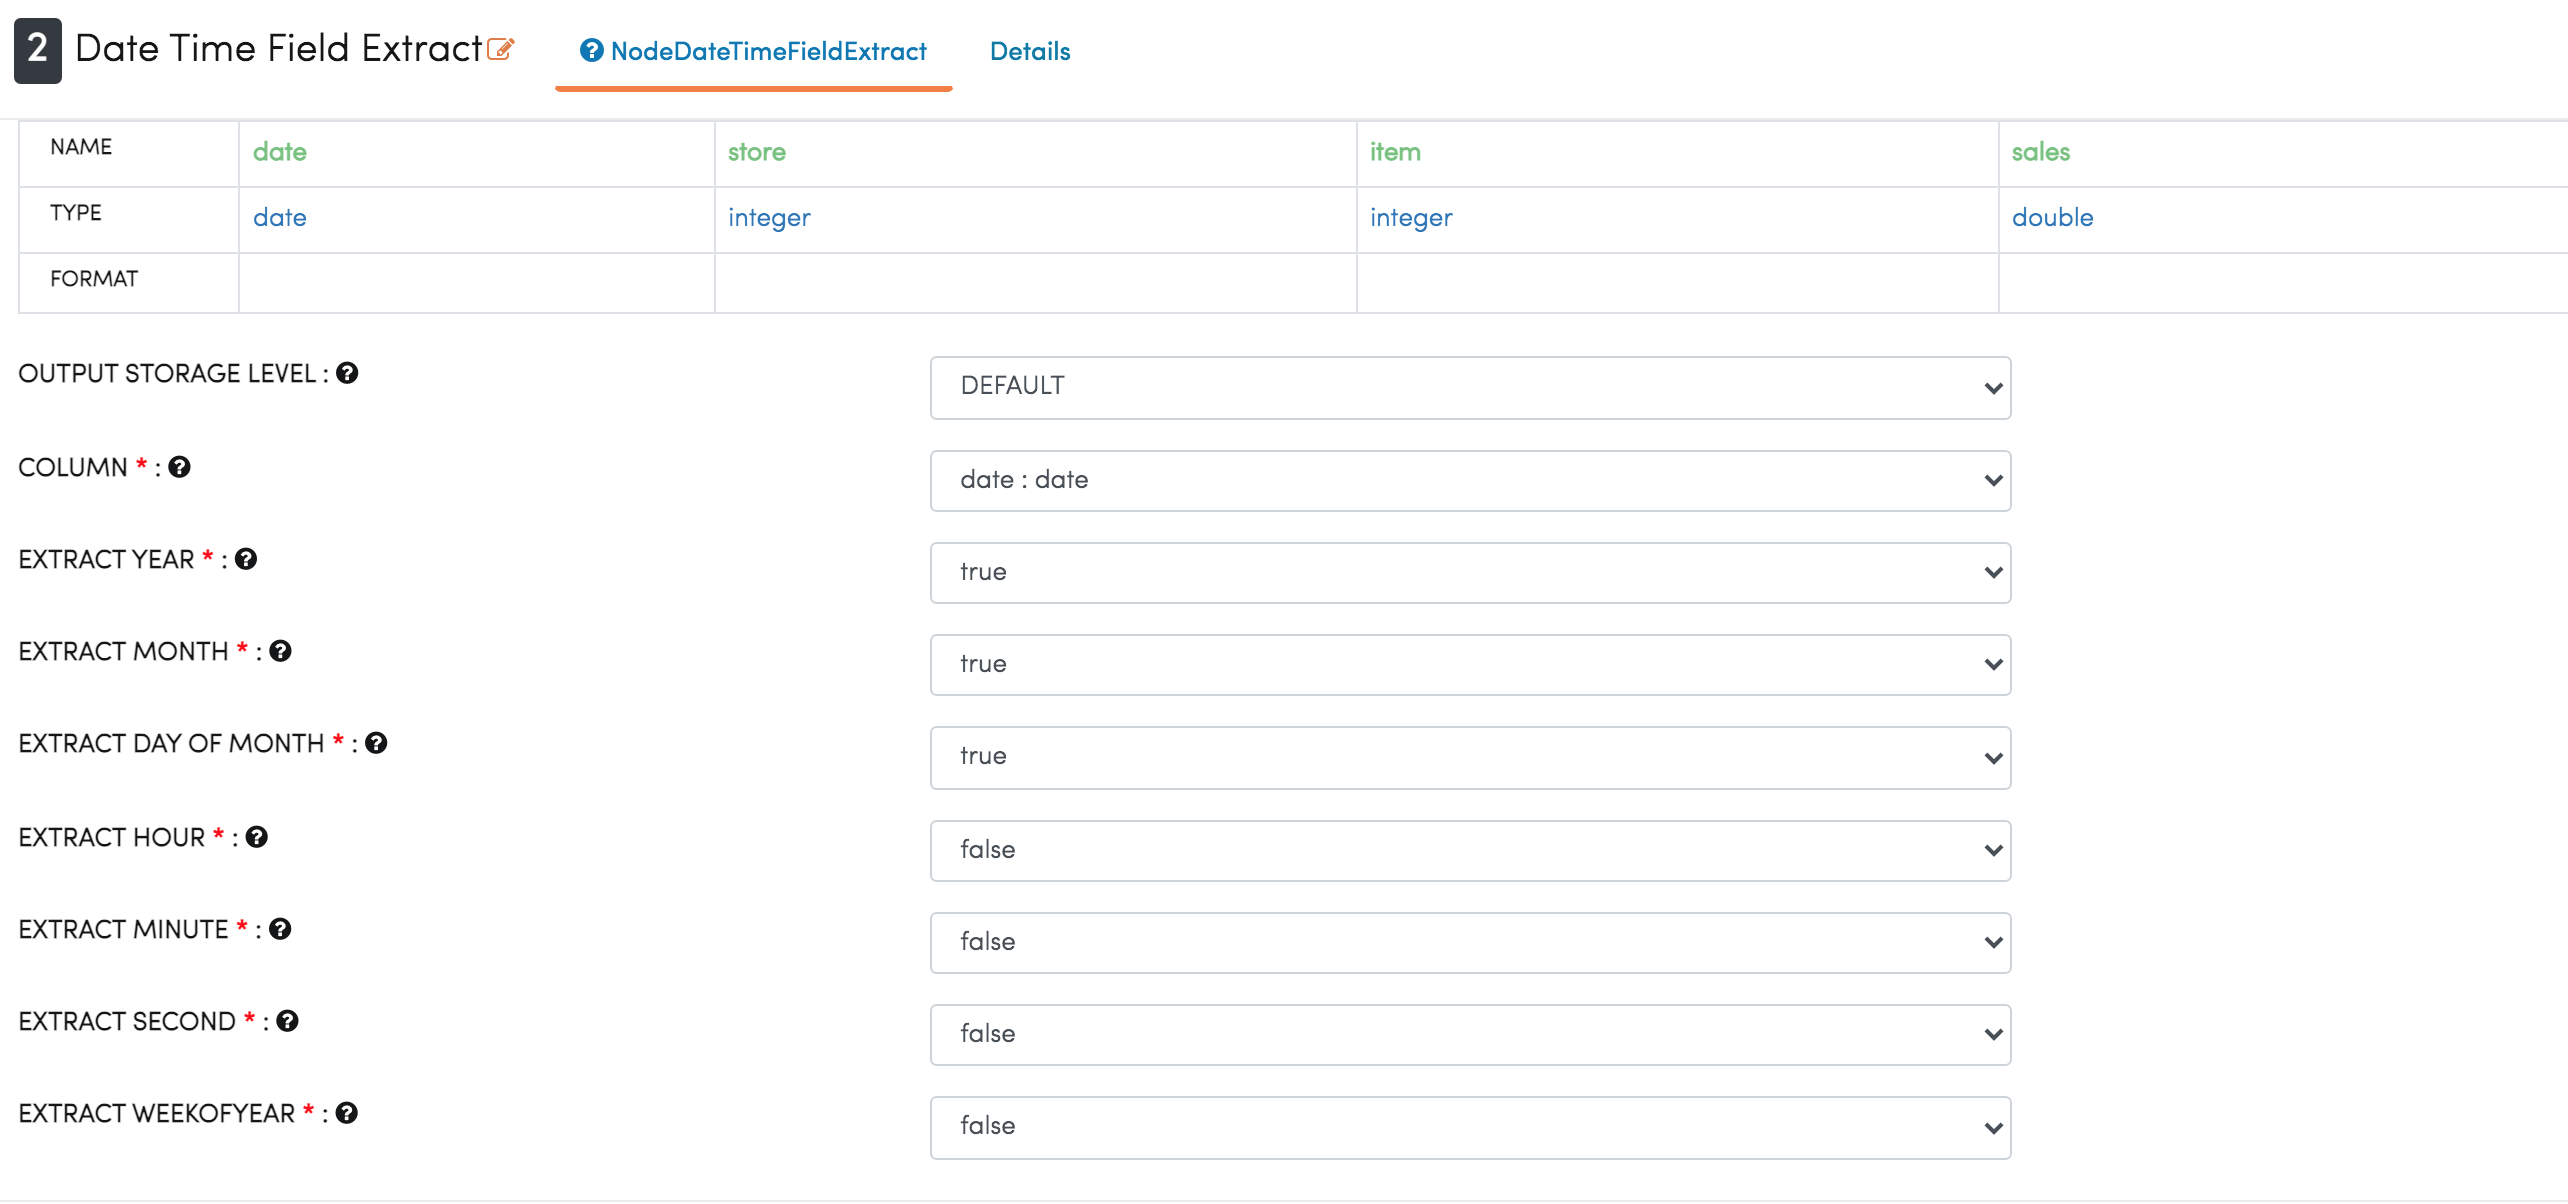 2 Date Time Field Extract NodeDateTimeFieldExtract Details
NAME date store item sales
TYPE date integer integer double
FORMAT
OUTPUT STORAGE LEVEL : DEFAULT
COLUMN * : date : date
EXTRACT YEAR * : true
EXTRACT MONTH * : true
EXTRACT DAY OF MONTH * : true
EXTRACT HOUR * : false
EXTRACT MINUTE * : false
EXTRACT SECOND * : false
EXTRACT WEEKOFYEAR * : false